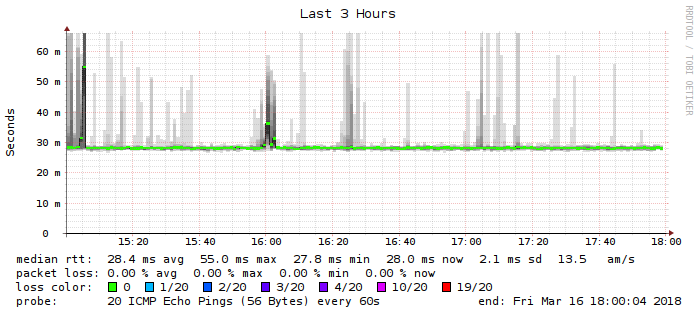 Last 3 Hours
RRDTOOL / TOBI OETIKER
Seconds
60 m
50 m
40 m
30 m
20 m
10 m
0
15:20 15:40 16:00 16:20 16:40 17:00 17:20 17:40 18:00
median rtt: 28.4 ms avg 55.0 ms max 27.8 ms min 28.0 ms now 2.1 ms sd 13.5 am/s
packet loss: 0.00 % avg 0.00 % max 0.00 % min 0.00 % now
loss color: 0 1/20 2/20 3/20 4/20 10/20 19/20
probe: 20 ICMP Echo Pings (56 Bytes) every 60s end: Fri Mar 16 18:00:04 2018